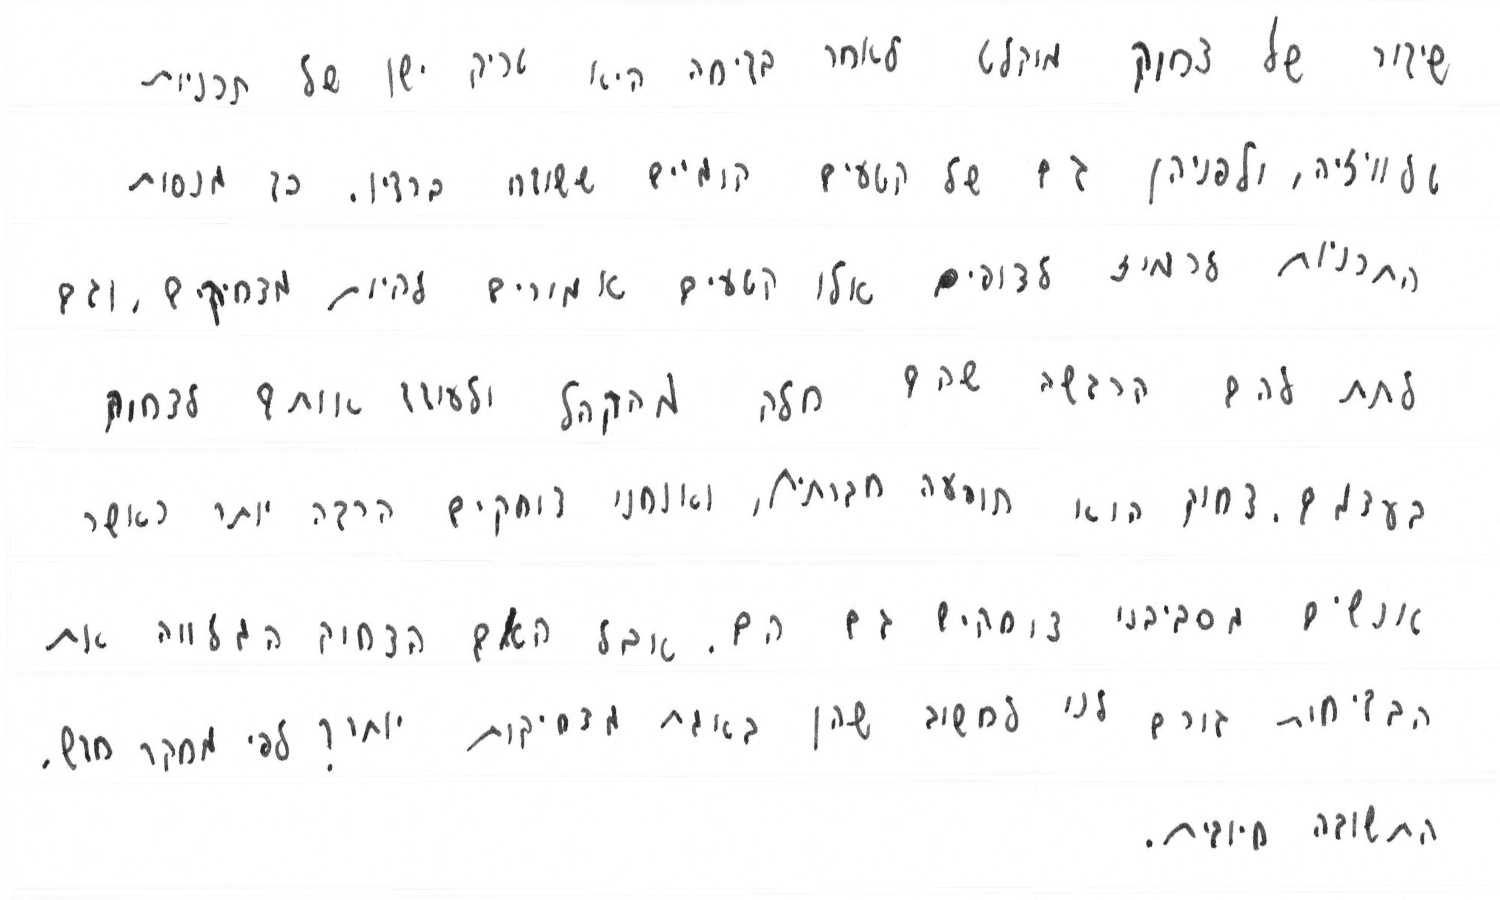 שידור של צחוק מוקלט לאחר בדיחה היא טריק ישן של תכניות
טלוויזיה, ולפניהן גם של קטעים קומיים ששודרו ברדיו. כך מנסות
התכניות לרמוז לצופים אלו קטעים אמורים להיות מצחיקים, וגם
לתת להם הרגשה שהם חלק מהקהל ולעודד אותם לצחוק
בעצמם. צחוק הוא תופעה חברתית, ואנחנו צוחקים הרבה יותר כאשר
אנשים מסביבנו צוחקים גם הם. אבל האם הצחוק המלווה את
הבדיחות גורם לנו לחשוב שהן באמת מצחיקות יותר? לפי מחקר חדש.
התשובה חיובית.